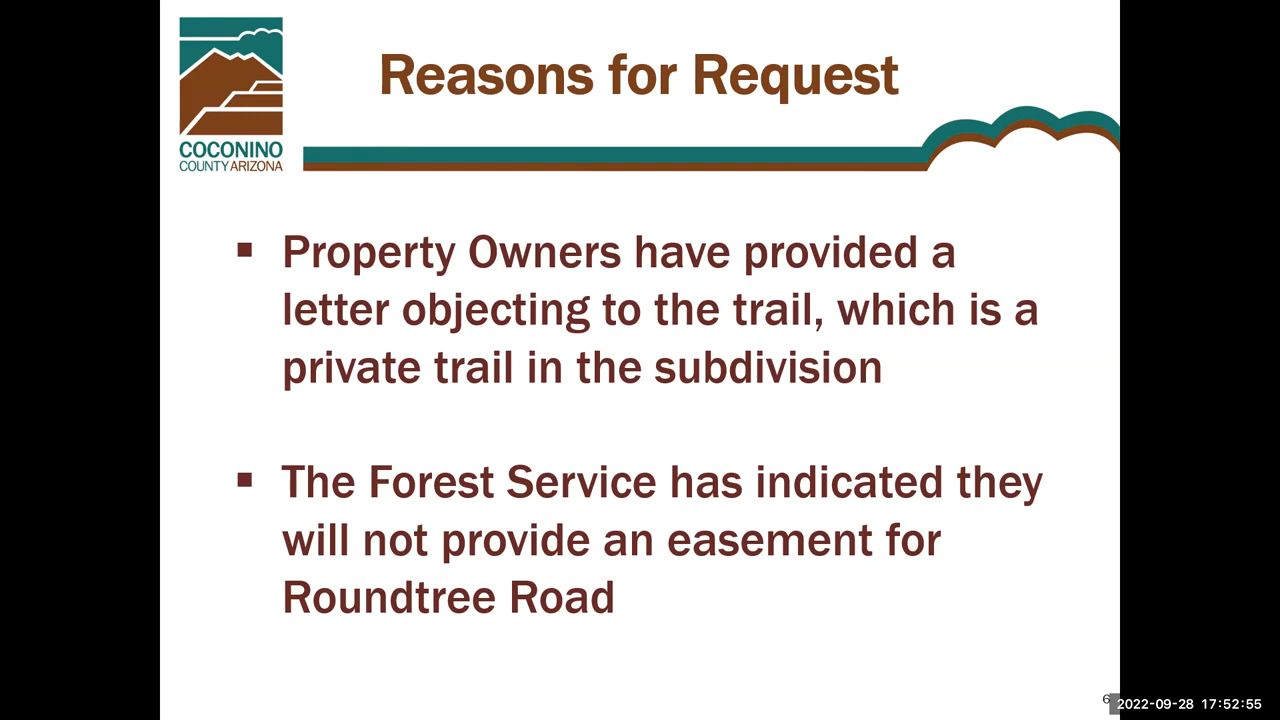 Reasons for Request
COCONINO
COUNTY ARIZONA
Property Owners have provided a
letter objecting to the trail, which is a
private trail in the subdivision
The Forest Service has indicated they
will not provide an easement for
Roundtree Road
6
2022-09-28 17:52:55